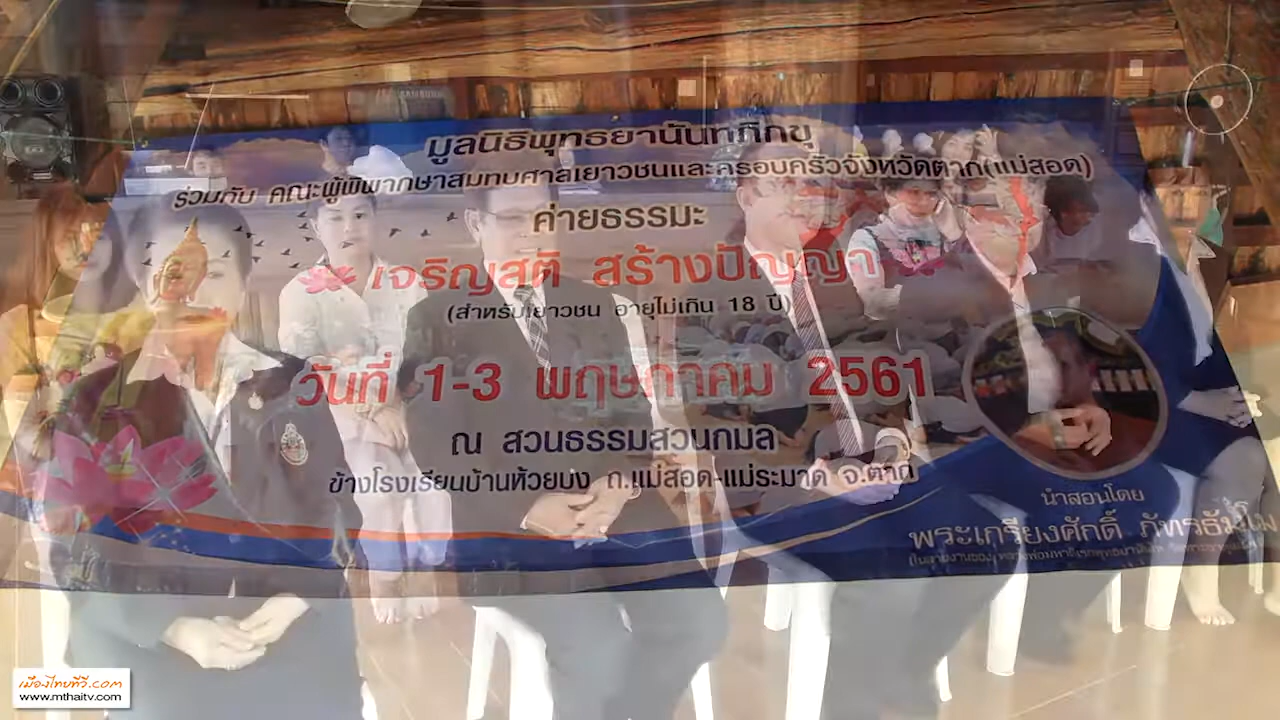 SAMSUNG
มูลนิธิพุทธยานันทภิกขุ
ร่วมกับ คณะผู้พิพากษาสมทบศาลเยาวชนและครอบครัวจังหวัดตาก(แม่สอด)
ค่ายธรรมะ
เจริญสติ สร้างปัญญา
(สำหรับเยาวชน อายุไม่เกิน 18 ปี)
วันที่ 1-3 พฤษภาคม 2561
ณ สวนธรรมสวนกมล
ข้างโรงเรียนบ้านห้วยบง ถ.แม่สอด-แม่ระมาด จ.ตาก
นำสอนโดย
พระเกรียงศักดิ์ ภัทรธัมโม
เมืองไทยทีวี.com
www.mthaitv.com